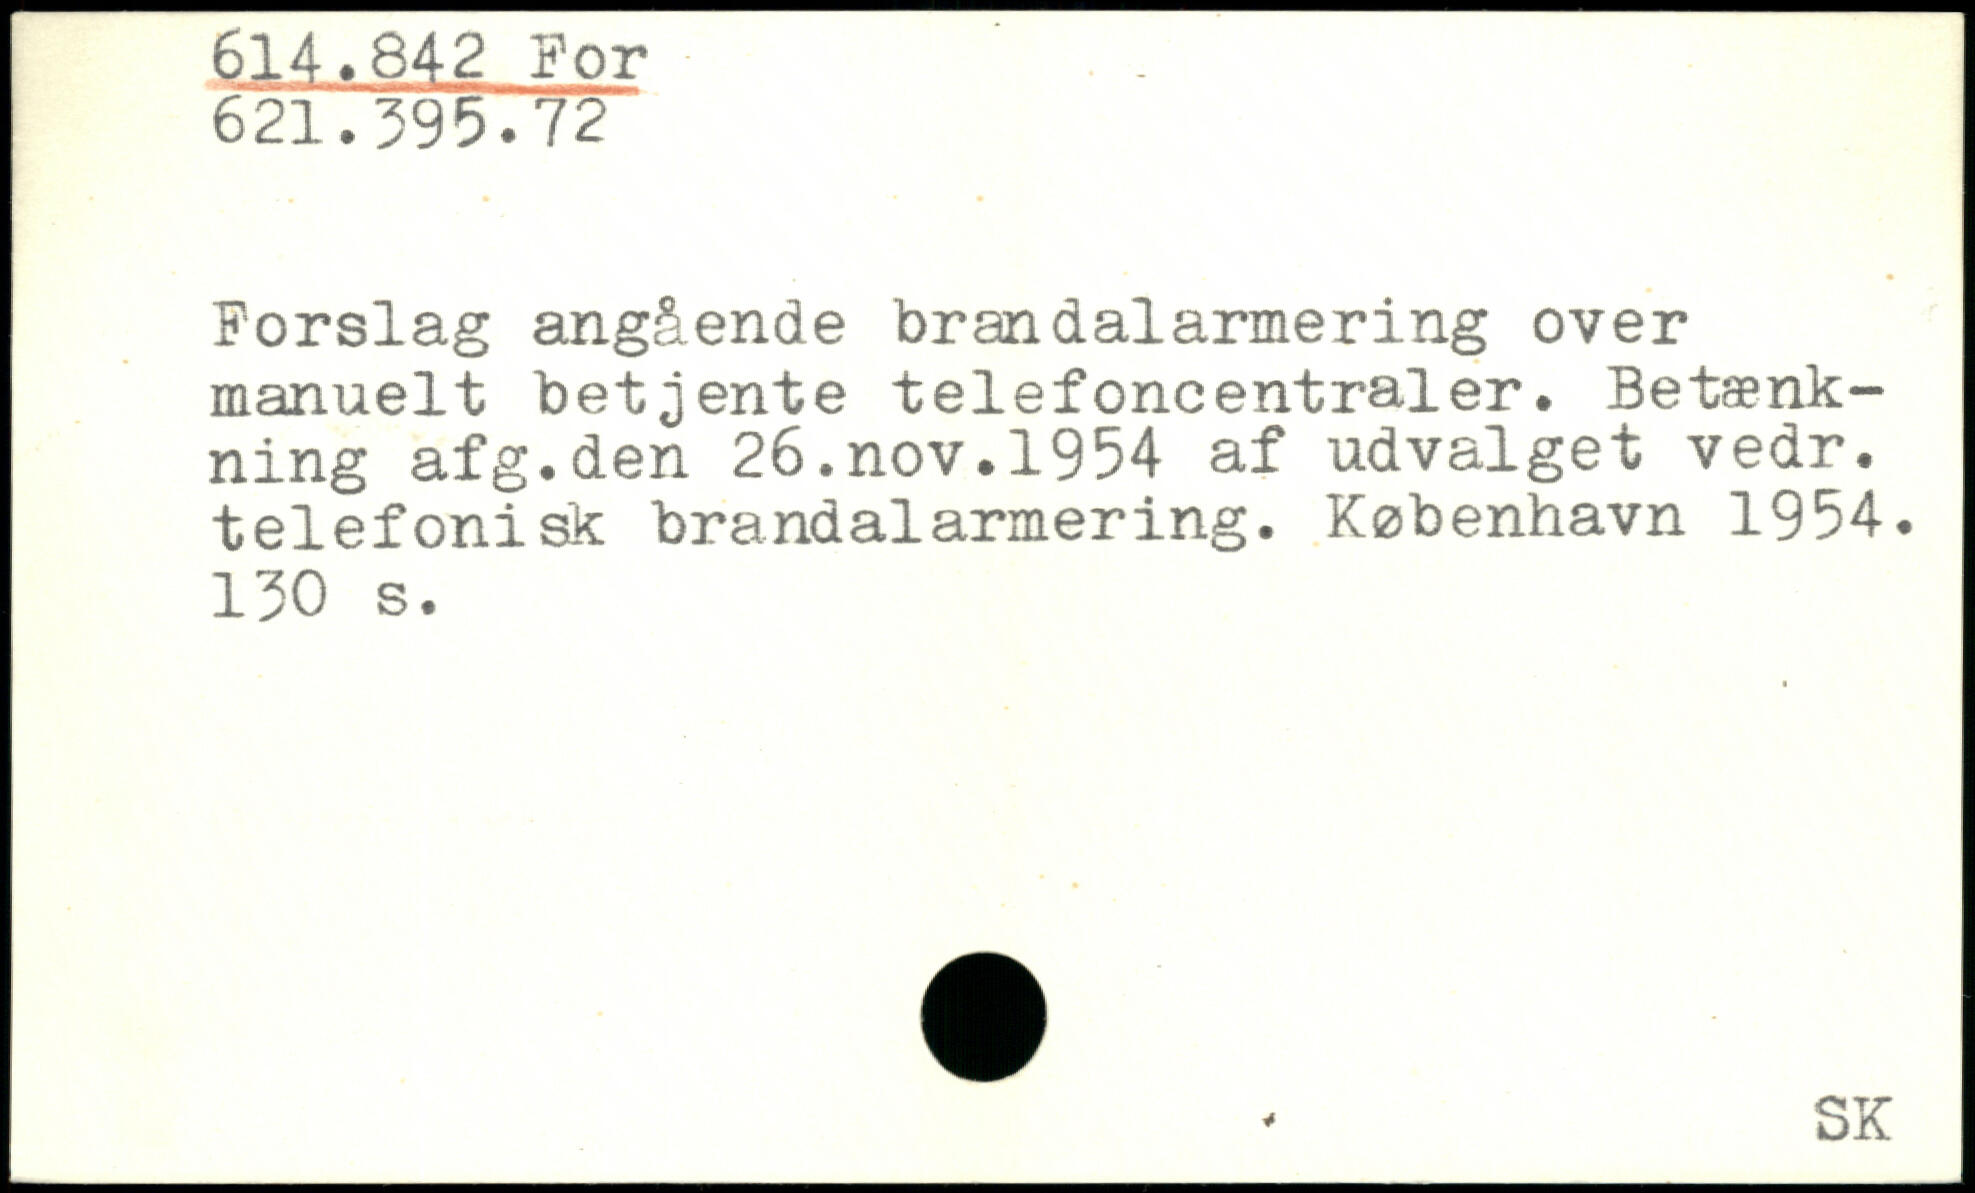 614.842 For
621.395.72
Forslag angående brandalarmering over
manuelt betjente telefoncentraler. Betænk-
ning afg.den 26.nov.1954 af udvalget vedr.
telefonisk brandalarmering. København 1954.
130 s.
SK